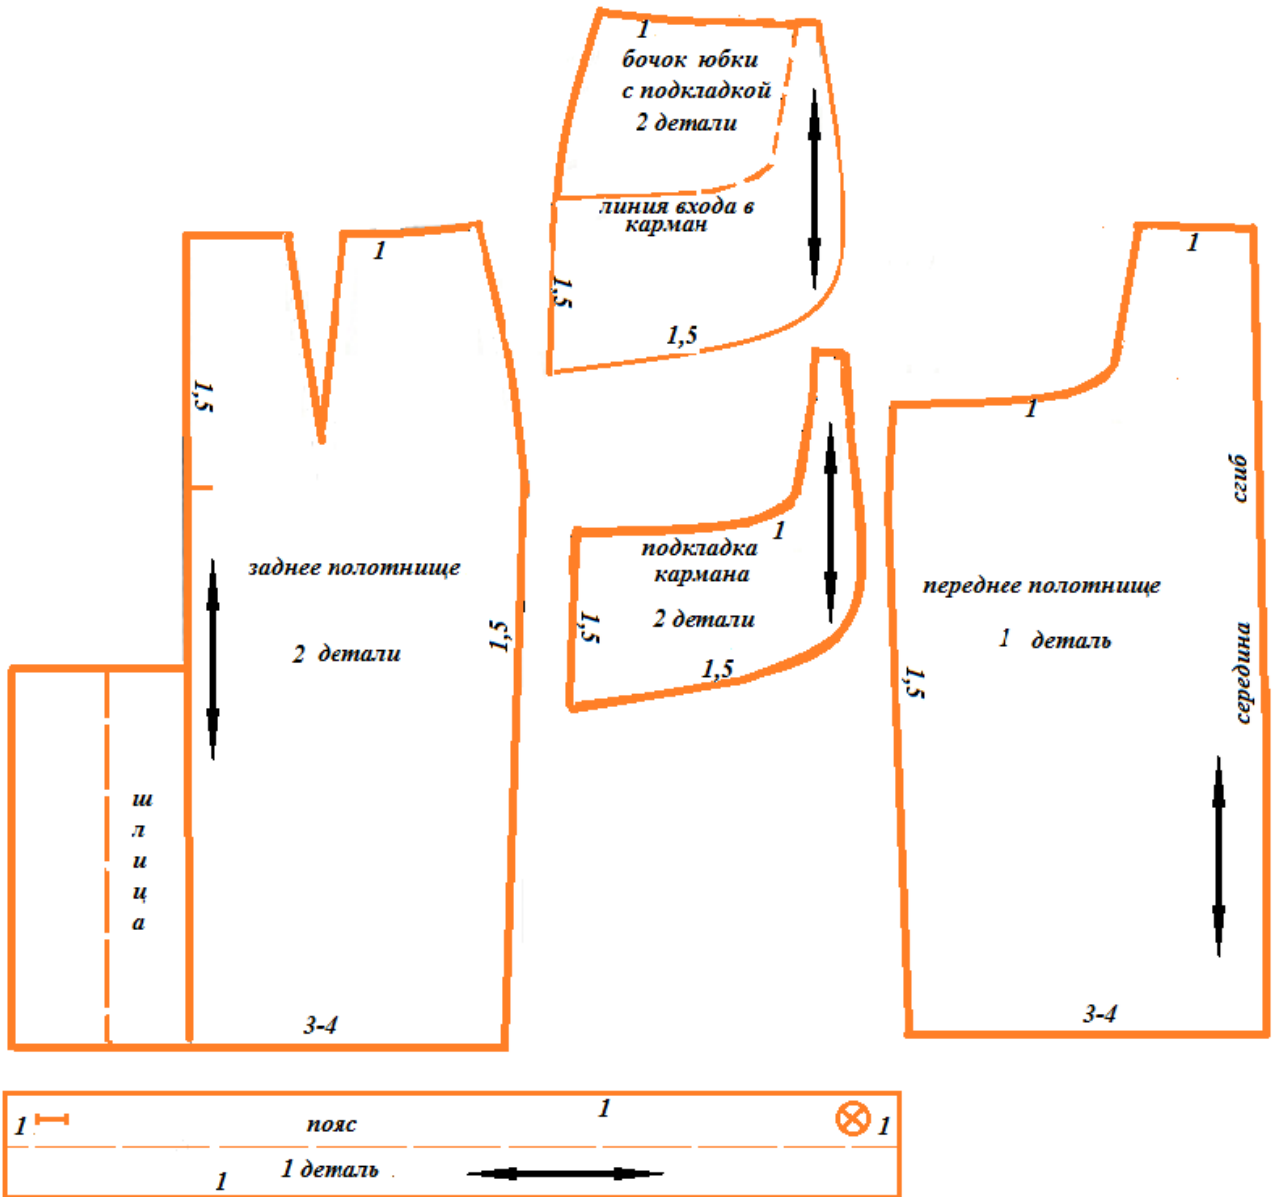 1
бочок юбки
с подкладкой
2 детали
линия входа в
карман
1,5
1,5
1
1,5
заднее полотнище
2 детали
1,5
ш
л
и
ц
а
3-4
1
подкладка
кармана
2 детали
1,5
1,5
1
1
сгиб
переднее полотнище
1 деталь
середина
1,5
3-4
1
пояс
1
1
1 деталь
1